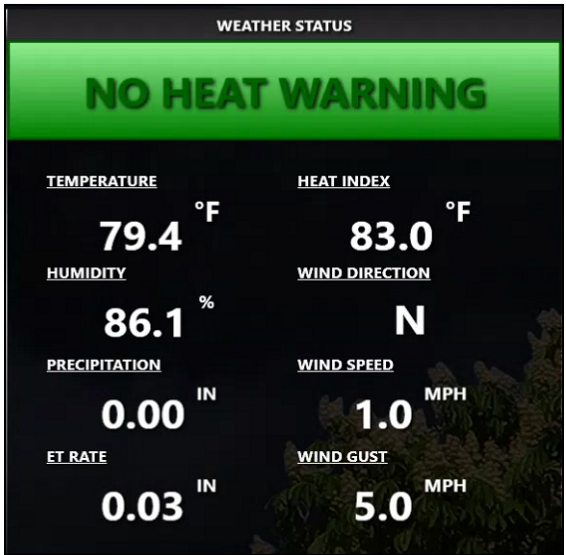 WEATHER STATUS
NO HEAT WARNING
TEMPERATURE
79.4 °F
HEAT INDEX
83.0 °F
HUMIDITY
86.1 %
WIND DIRECTION
N
PRECIPITATION
0.00 IN
WIND SPEED
1.0 MPH
ET RATE
0.03 IN
WIND GUST
5.0 MPH